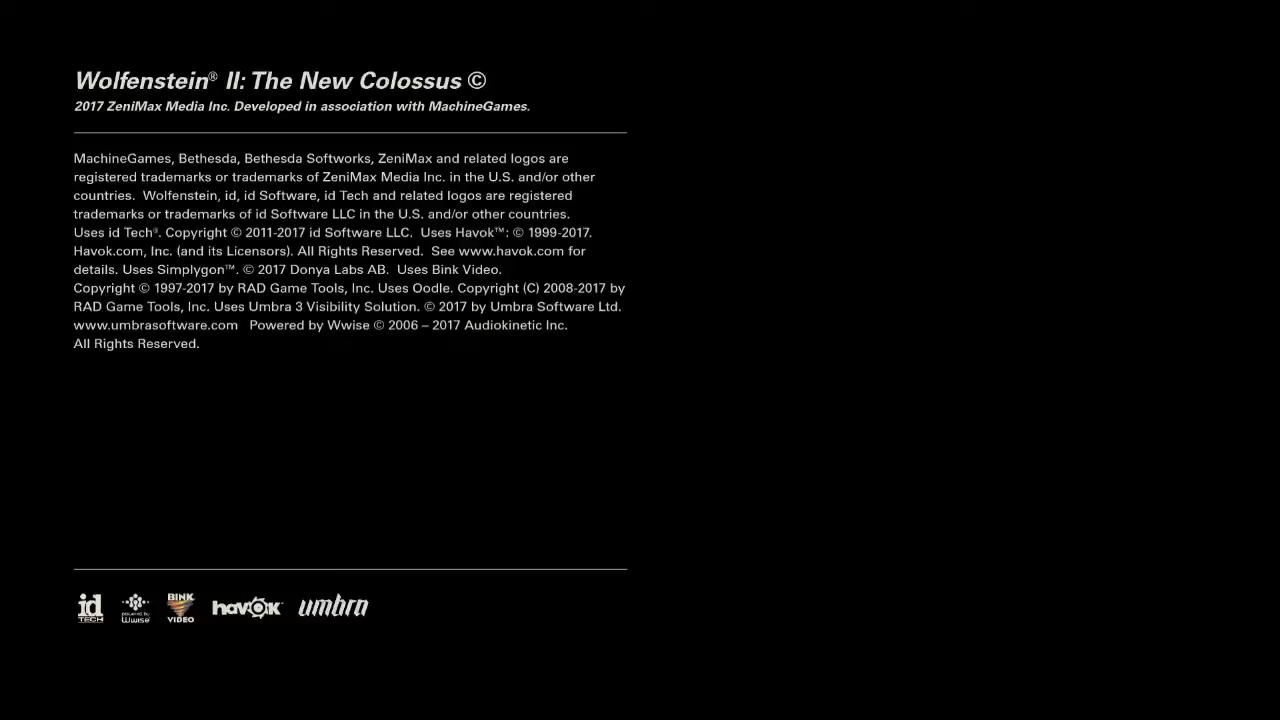 Wolfenstein® II: The New Colossus ©
2017 ZeniMax Media Inc. Developed in association with MachineGames.
MachineGames, Bethesda, Bethesda Softworks, ZeniMax and related logos are
registered trademarks or trademarks of ZeniMax Media Inc. in the U.S. and/or other
countries.  Wolfenstein, id, id Software, id Tech and related logos are registered
trademarks or trademarks of id Software LLC in the U.S. and/or other countries.
Uses id Tech®. Copyright © 2011-2017 id Software LLC.  Uses Havok™: © 1999-2017.
Havok.com, Inc. (and its Licensors). All Rights Reserved.  See www.havok.com for
details. Uses Simplygon™. © 2017 Donya Labs AB.  Uses Bink Video.
Copyright © 1997-2017 by RAD Game Tools, Inc. Uses Oodle. Copyright (C) 2008-2017 by
RAD Game Tools, Inc. Uses Umbra 3 Visibility Solution. © 2017 by Umbra Software Ltd.
www.umbrasoftware.com   Powered by Wwise © 2006 – 2017 Audiokinetic Inc.
All Rights Reserved.
id TECH powered by Wwise BINK VIDEO havok umbra